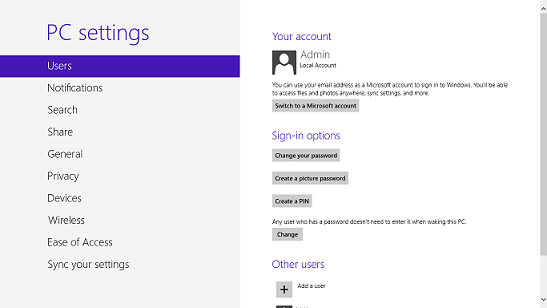 PC settings
Users
Notifications
Search
Share
General
Privacy
Devices
Wireless
Ease of Access
Sync your settings
Your account
Admin
Local Account
You can use your email address as a Microsoft account to sign in to Windows. You'll be able
to access files and photos anywhere, sync settings, and more.
Switch to a Microsoft account
Sign-in options
Change your password
Create a picture password
Create a PIN
Any user who has a password doesn't need to enter it when waking this PC.
Change
Other users
Add a user